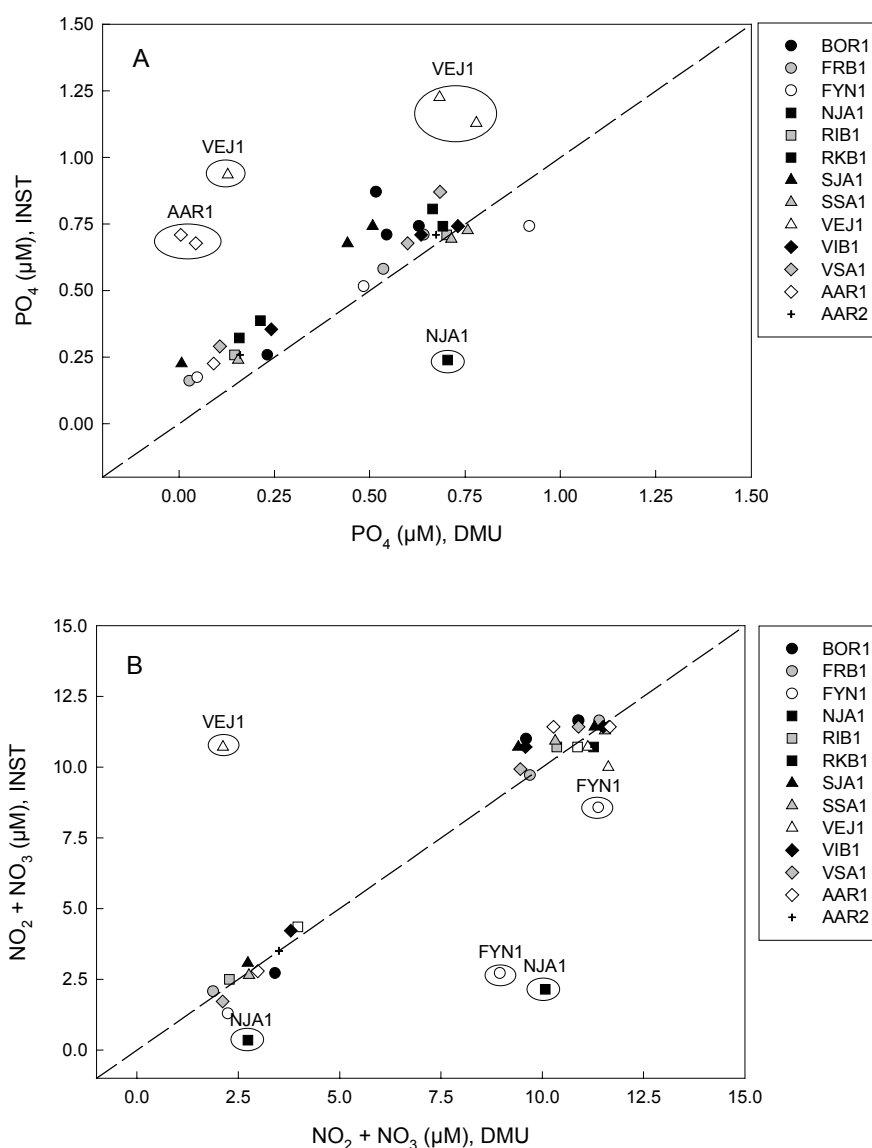 A
1.50
1.25
1.00
0.75
0.50
0.25
0.00
PO4 (µM), INST
VEJ1
VEJ1
AAR1
NJA1
0.00
0.25
0.50
0.75
1.00
1.25
1.50
PO4 (µM), DMU
BOR1
FRB1
FYN1
NJA1
RIB1
RKB1
SJA1
SSA1
VEJ1
VIB1
VSA1
AAR1
AAR2
B
15.0
12.5
10.0
7.5
5.0
2.5
0.0
NO2 + NO3 (µM), INST
VEJ1
FYN1
FYN1
NJA1
NJA1
0.0
2.5
5.0
7.5
10.0
12.5
15.0
NO2 + NO3 (µM), DMU
BOR1
FRB1
FYN1
NJA1
RIB1
RKB1
SJA1
SSA1
VEJ1
VIB1
VSA1
AAR1
AAR2